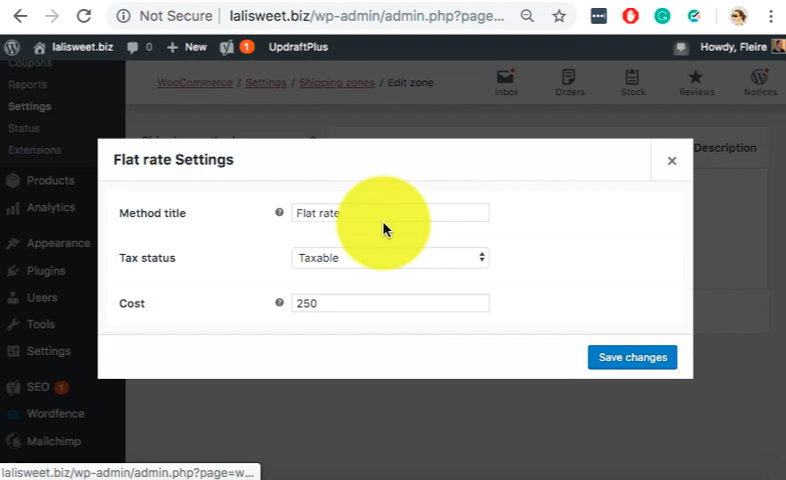 Not Secure lalisweet.biz/wp-admin/admin.php?page...
lalisweet.biz 0 New 1 UpdraftPlus Howdy, Fleire
Coupons
Reports
Settings
Status
Extensions
Products
Analytics
Appearance
Plugins
Users
Tools
Settings
SEO 1
Wordfence
Mailchimp
WooCommerce / Settings / Shipping zones / Edit zone
Inbox Orders Stock Reviews Notices
Description
Flat rate Settings ×
Method title ? Flat rate
Tax status Taxable
Cost ? 250
Save changes
lalisweet.biz/wp-admin/admin.php?page=w...